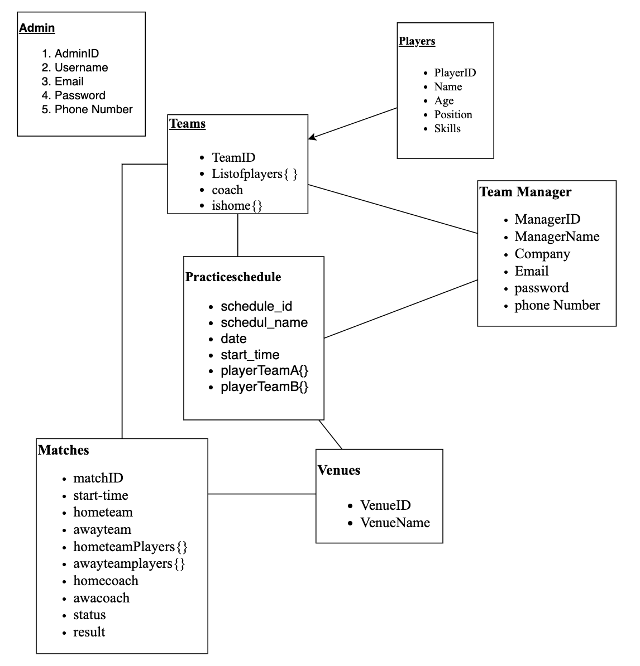 Admin
1. AdminID
2. Username
3. Email
4. Password
5. Phone Number
Players
• PlayerID
• Name
• Age
• Position
• Skills
Teams
• TeamID
• Listofplayers{ }
• coach
• ishome{}
Team Manager
• ManagerID
• ManagerName
• Company
• Email
• password
• phone Number
Practiceschedule
• schedule_id
• schedul_name
• date
• start_time
• playerTeamA{}
• playerTeamB{}
Matches
• matchID
• start-time
• hometeam
• awayteam
• hometeamPlayers{}
• awayteamplayers{}
• homecoach
• awacoach
• status
• result
Venues
• VenueID
• VenueName